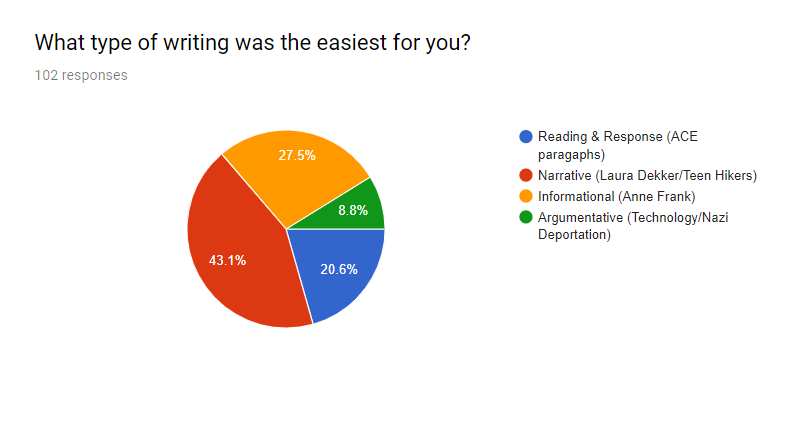 What type of writing was the easiest for you?
102 responses
27.5%
8.8%
43.1%
20.6%
Reading & Response (ACE
paragaphs)
Narrative (Laura Dekker/Teen Hikers)
Informational (Anne Frank)
Argumentative (Technology/Nazi
Deportation)